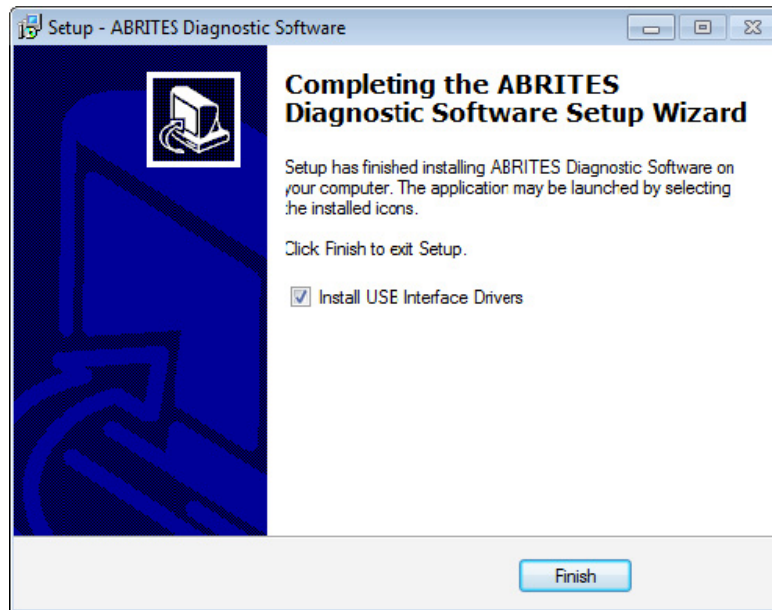 Setup - ABRITES Diagnostic Software
Completing the ABRITES
Diagnostic Software Setup Wizard
Setup has finished installing ABRITES Diagnostic Software on
your computer. The application may be launched by selecting
the installed icons.
Click Finish to exit Setup.
Install USE Interface Drivers
Finish